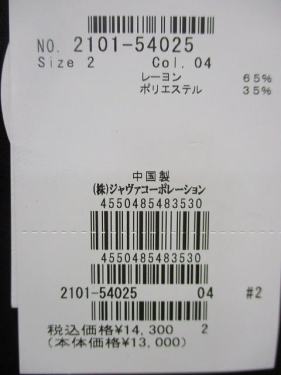 NO. 2101-54025
Size 2 Col. 04
レーヨン 65%
ポリエステル 35%
中国製
(株)ジャヴァコーポレーション
4550485483530
4550485483530
2101-54025 04 #2
税込価格¥14,300 2
(本体価格¥13,000)